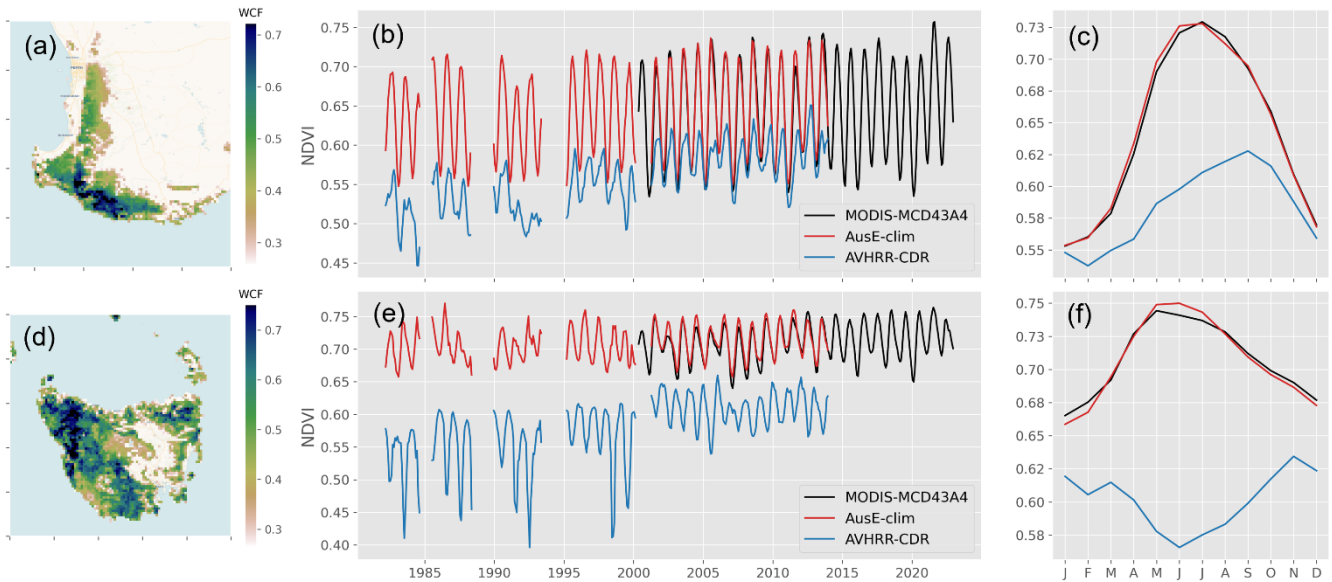 (a)
WCF
0.7
0.6
0.5
0.4
0.3
(b)
NDVI
0.75
0.70
0.65
0.60
0.55
0.50
0.45
MODIS-MCD43A4
AusE-clim
AVHRR-CDR
(c)
0.73
0.70
0.68
0.65
0.62
0.60
0.58
0.55
(d)
WCF
0.7
0.6
0.5
0.4
0.3
(e)
NDVI
0.75
0.70
0.65
0.60
0.55
0.50
0.45
0.40
MODIS-MCD43A4
AusE-clim
AVHRR-CDR
1985 1990 1995 2000 2005 2010 2015 2020
(f)
0.75
0.73
0.70
0.68
0.65
0.62
0.60
0.58
J F M A M J J A S O N D